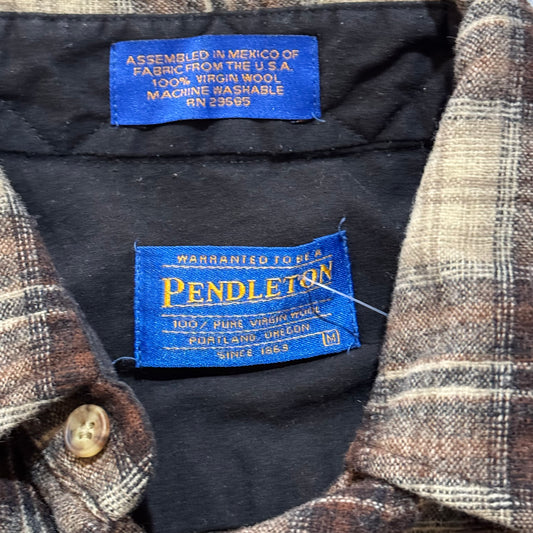 ASSEMBLED IN MEXICO OF
FABRIC FROM THE U.S.A.
100% VIRGIN WOOL
MACHINE WASHABLE
RN 29685
WARRANTED TO BE A
PENDLETON
100% PURE VIRGIN WOOL
PORTLAND, OREGON
SINCE 1863 M